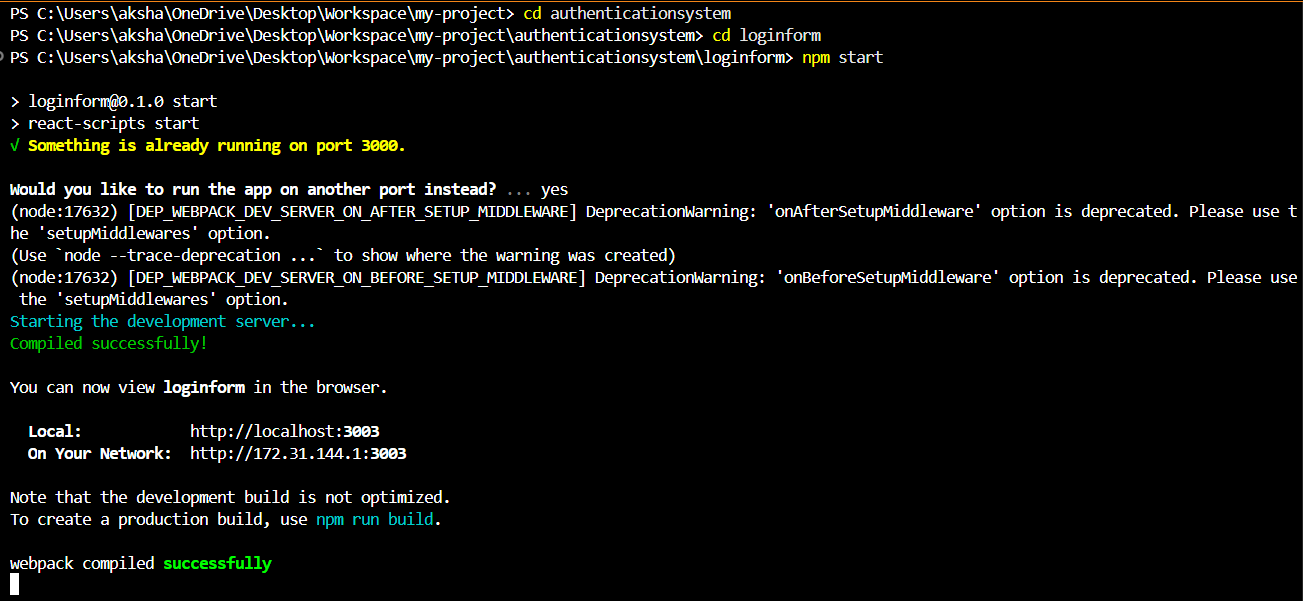 PS C:\Users\aksha\OneDrive\Desktop\Workspace\my-project> cd authenticationsystem
PS C:\Users\aksha\OneDrive\Desktop\Workspace\my-project\authenticationsystem> cd loginform
PS C:\Users\aksha\OneDrive\Desktop\Workspace\my-project\authenticationsystem\loginform> npm start
> loginform@0.1.0 start
> react-scripts start
√ Something is already running on port 3000.
Would you like to run the app on another port instead? ... yes
(node:17632) [DEP_WEBPACK_DEV_SERVER_ON_AFTER_SETUP_MIDDLEWARE] DeprecationWarning: 'onAfterSetupMiddleware' option is deprecated. Please use t
he 'setupMiddlewares' option.
(Use `node --trace-deprecation ...` to show where the warning was created)
(node:17632) [DEP_WEBPACK_DEV_SERVER_ON_BEFORE_SETUP_MIDDLEWARE] DeprecationWarning: 'onBeforeSetupMiddleware' option is deprecated. Please use
 the 'setupMiddlewares' option.
Starting the development server...
Compiled successfully!
You can now view loginform in the browser.
  Local:            http://localhost:3003
  On Your Network:  http://172.31.144.1:3003
Note that the development build is not optimized.
To create a production build, use npm run build.
webpack compiled successfully